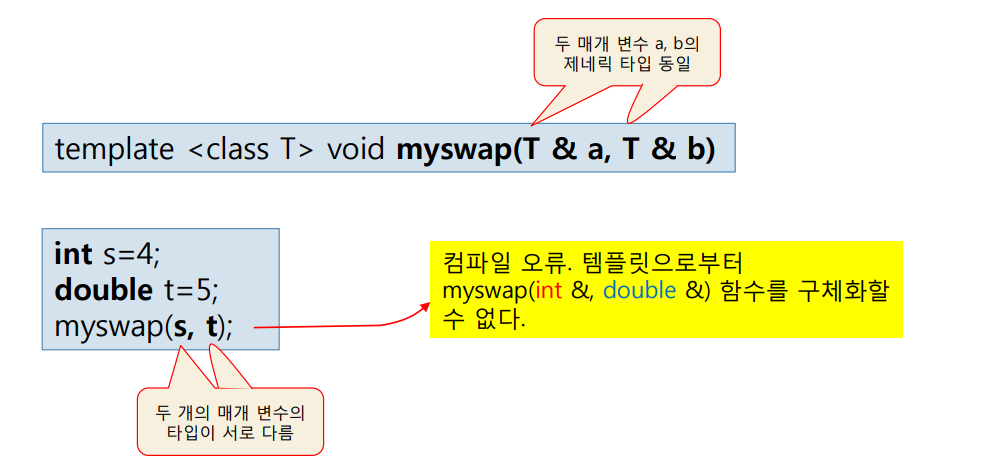 두 매개 변수 a, b의
제네릭 타입 동일
template <class T> void myswap(T & a, T & b)
int s=4;
double t=5;
myswap(s, t);
컴파일 오류. 템플릿으로부터
myswap(int &, double &) 함수를 구체화할
수 없다.
두 개의 매개 변수의
타입이 서로 다름